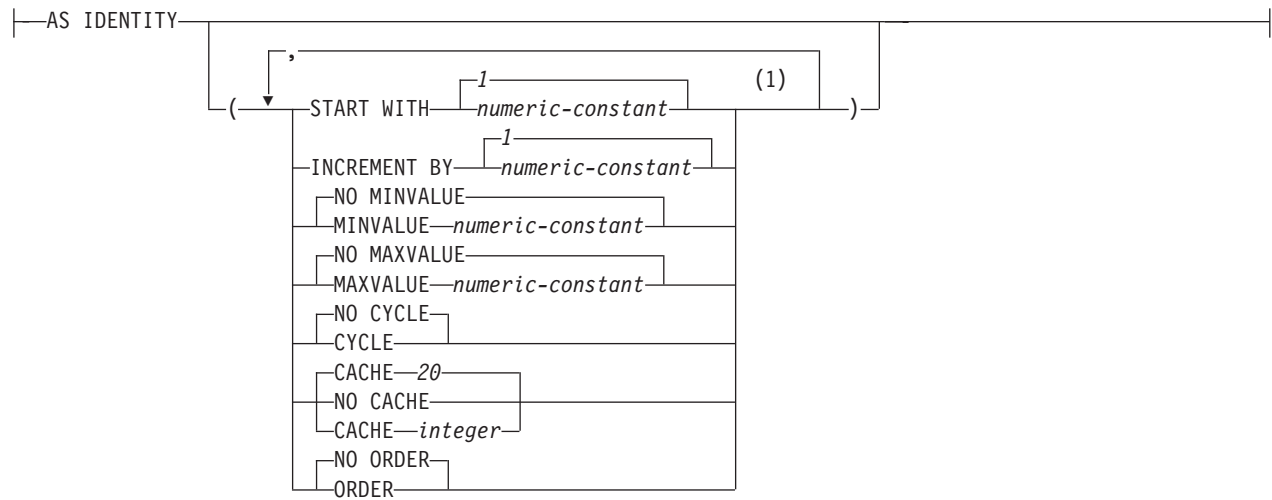 AS IDENTITY
,
1 (1)
( START WITH numeric-constant )
1
INCREMENT BY numeric-constant
NO MINVALUE
MINVALUE numeric-constant
NO MAXVALUE
MAXVALUE numeric-constant
NO CYCLE
CYCLE
CACHE 20
NO CACHE
CACHE integer
NO ORDER
ORDER